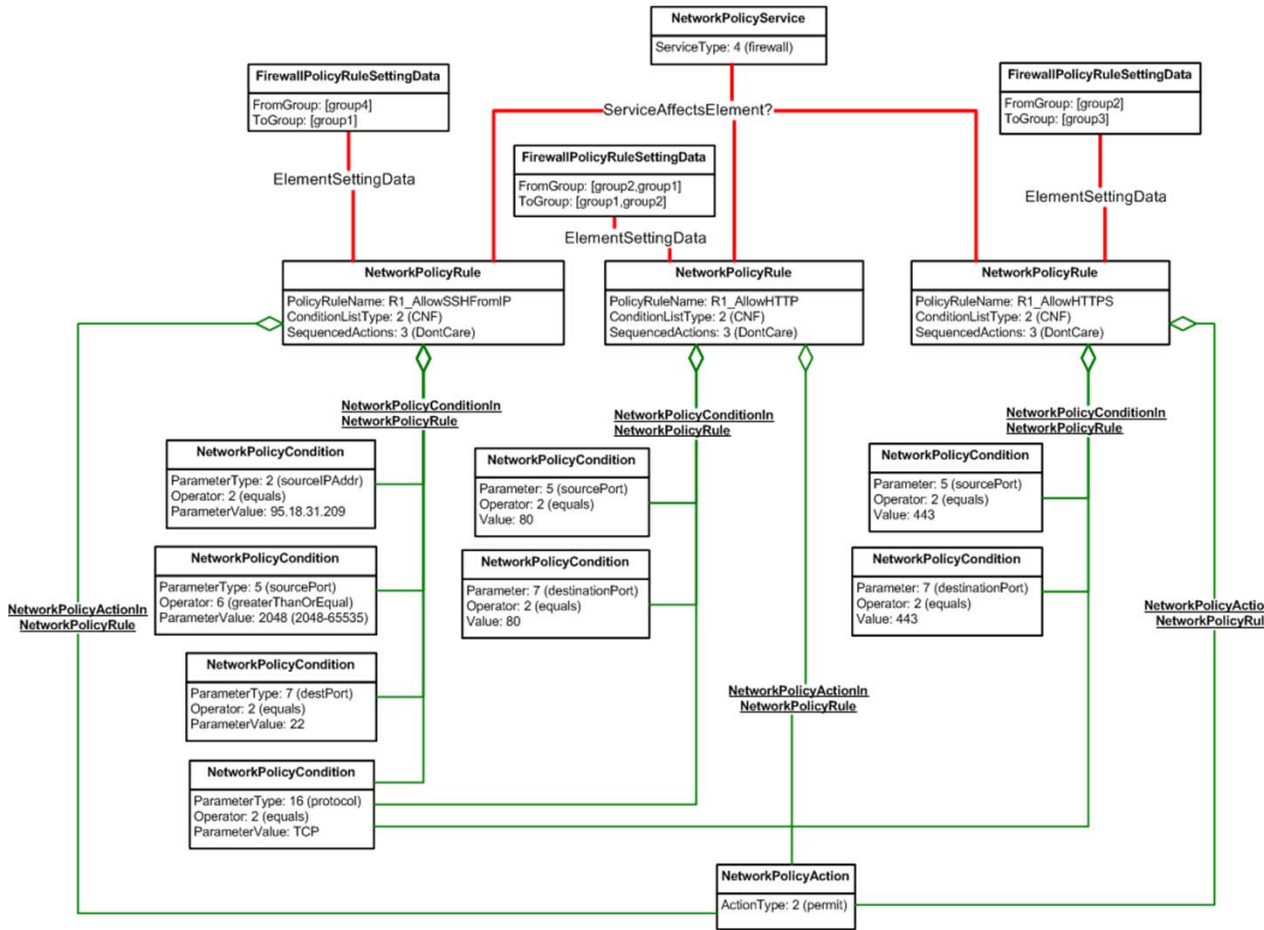 NetworkPolicyService
ServiceType: 4 (firewall)
FirewallPolicyRuleSettingData
FromGroup: [group4]
ToGroup: [group1]
ServiceAffectsElement?
FirewallPolicyRuleSettingData
FromGroup: [group2]
ToGroup: [group3]
ElementSettingData
FirewallPolicyRuleSettingData
FromGroup: [group2,group1]
ToGroup: [group1,group2]
ElementSettingData
ElementSettingData
NetworkPolicyRule
PolicyRuleName: R1_AllowSSHFromIP
ConditionListType: 2 (CNF)
SequencedActions: 3 (DontCare)
NetworkPolicyRule
PolicyRuleName: R1_AllowHTTP
ConditionListType: 2 (CNF)
SequencedActions: 3 (DontCare)
NetworkPolicyRule
PolicyRuleName: R1_AllowHTTPS
ConditionListType: 2 (CNF)
SequencedActions: 3 (DontCare)
NetworkPolicyConditionIn
NetworkPolicyRule
NetworkPolicyConditionIn
NetworkPolicyRule
NetworkPolicyConditionIn
NetworkPolicyRule
NetworkPolicyCondition
ParameterType: 2 (sourceIPAddr)
Operator: 2 (equals)
ParameterValue: 95.18.31.209
NetworkPolicyCondition
Parameter: 5 (sourcePort)
Operator: 2 (equals)
Value: 80
NetworkPolicyCondition
Parameter: 5 (sourcePort)
Operator: 2 (equals)
Value: 443
NetworkPolicyCondition
ParameterType: 5 (sourcePort)
Operator: 6 (greaterThanOrEqual)
ParameterValue: 2048 (2048-65535)
NetworkPolicyCondition
Parameter: 7 (destinationPort)
Operator: 2 (equals)
Value: 80
NetworkPolicyCondition
Parameter: 7 (destinationPort)
Operator: 2 (equals)
Value: 443
NetworkPolicyActionIn
NetworkPolicyRule
NetworkPolicyActio
NetworkPolicyRul
NetworkPolicyCondition
ParameterType: 7 (destPort)
Operator: 2 (equals)
ParameterValue: 22
NetworkPolicyActionIn
NetworkPolicyRule
NetworkPolicyCondition
ParameterType: 16 (protocol)
Operator: 2 (equals)
ParameterValue: TCP
NetworkPolicyAction
ActionType: 2 (permit)